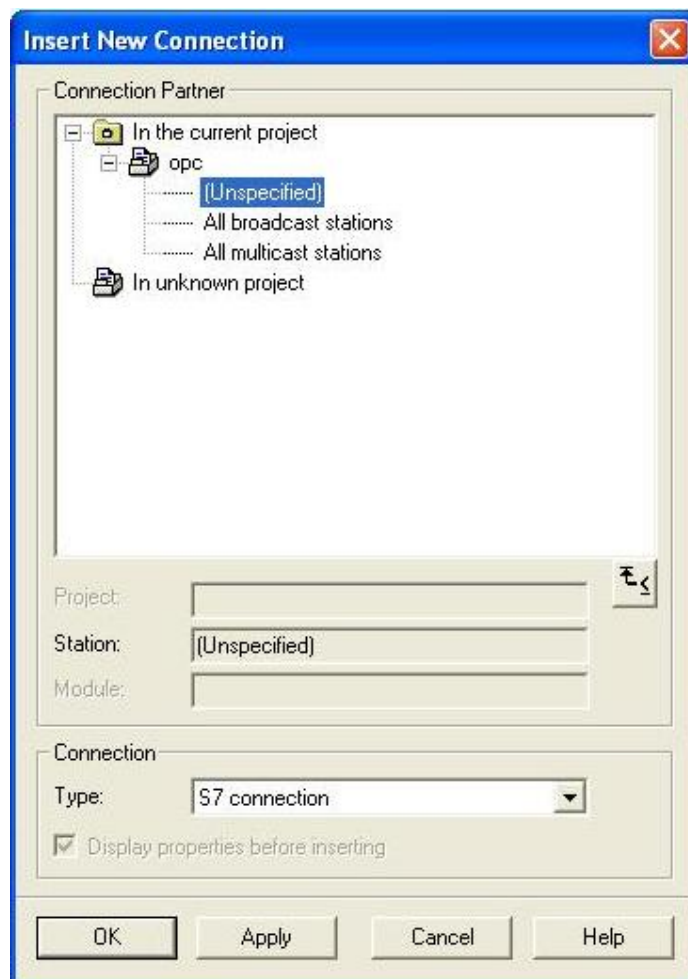 Insert New Connection
Connection Partner
In the current project
opc
(Unspecified)
All broadcast stations
All multicast stations
In unknown project
Project:
Station: (Unspecified)
Module:
Connection
Type: S7 connection
Display properties before inserting
OK Apply Cancel Help